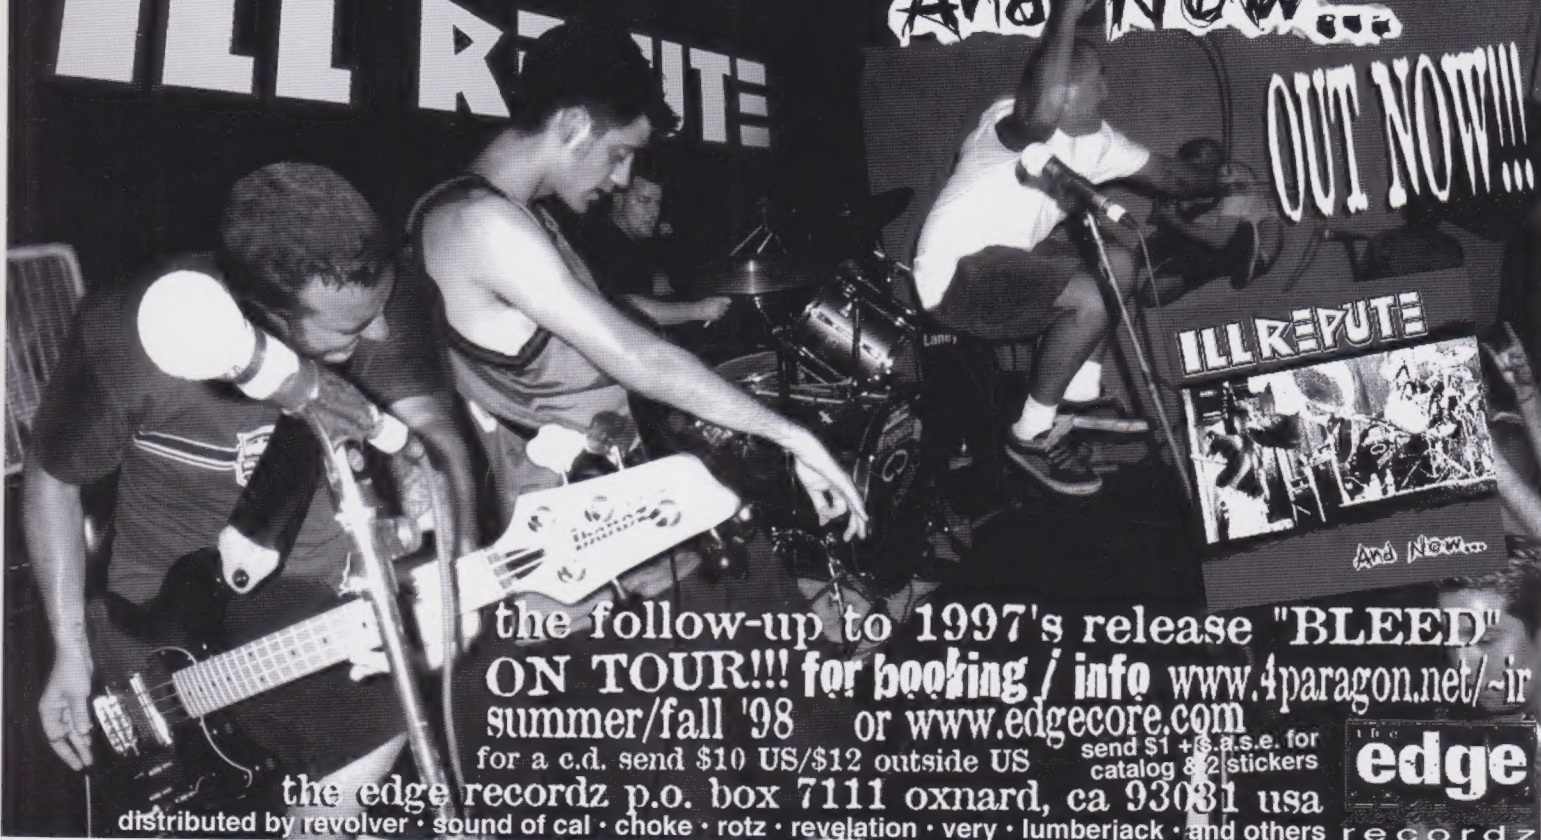 ILL REPUTE
And Now...
OUT NOW!!!
Laney
ILL REPUTE
And Now...
Ibanez
the follow-up to 1997's release "BLEED"
ON TOUR!!! for booking / info www.4paragon.net/~ir
summer/fall '98 or www.edgecore.com
for a c.d. send $10 US/$12 outside US
send $1 + s.a.s.e. for
catalog & 2 stickers
the edge recordz p.o. box 7111 oxnard, ca 93031 usa
the
edge
recordz
distributed by revolver · sound of cal · choke · rotz · revelation · very · lumberjack · and others